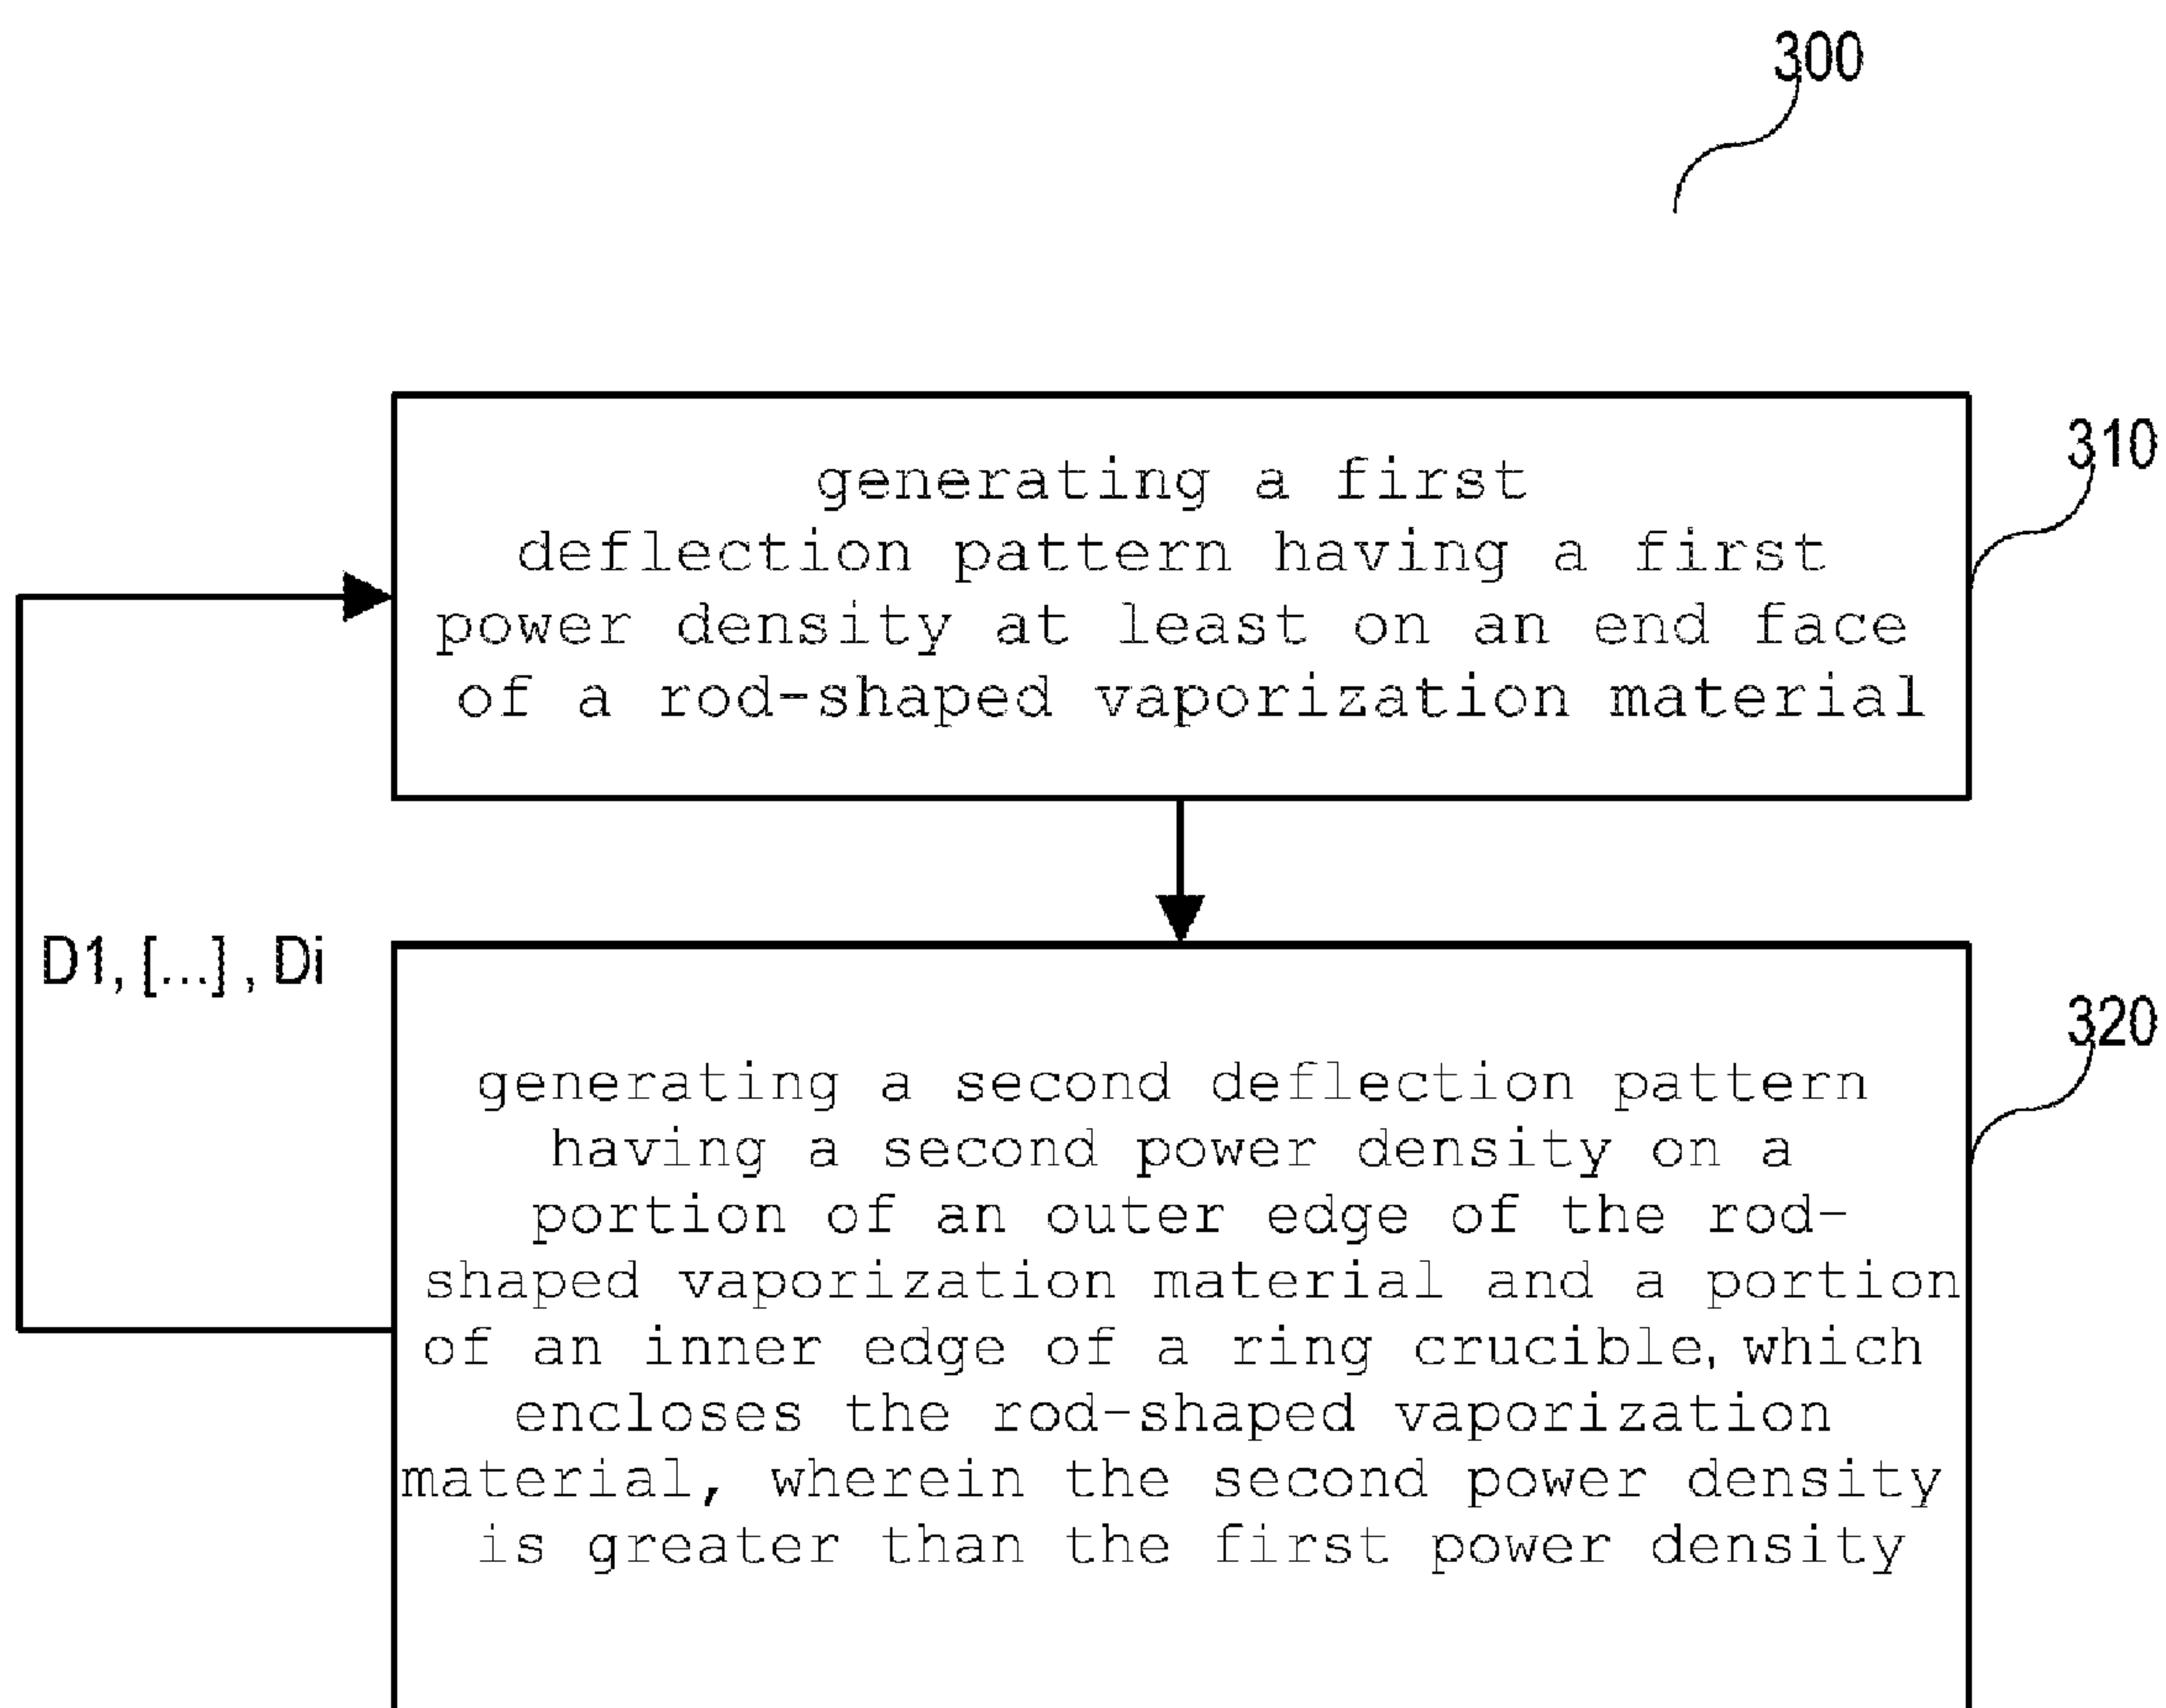 300
310
generating a first
deflection pattern having a first
power density at least on an end face
of a rod-shaped vaporization material
D1, [...] , Di
320
generating a second deflection pattern
having a second power density on a
portion of an outer edge of the rod-
shaped vaporization material and a portion
of an inner edge of a ring crucible, which
encloses the rod-shaped vaporization
material, wherein the second power density
is greater than the first power density